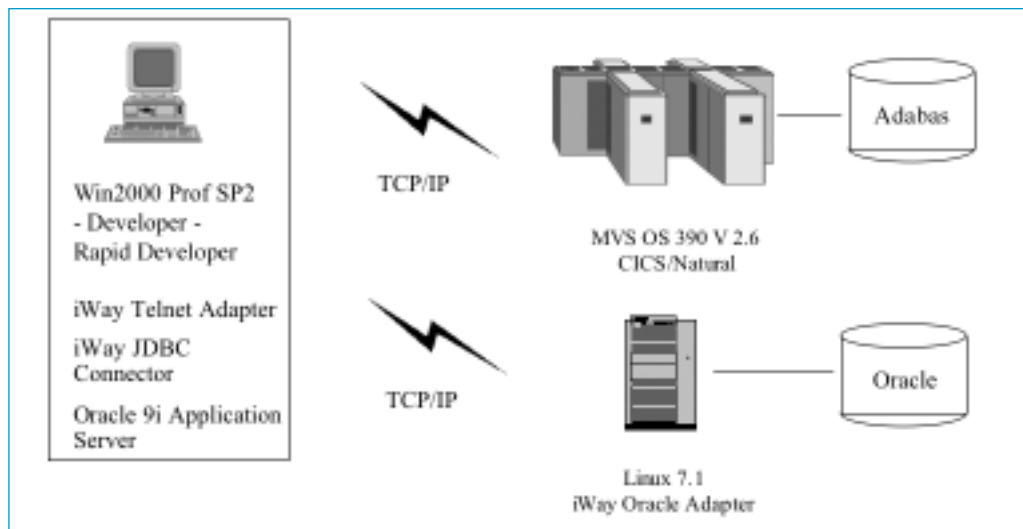 Win2000 Prof SP2
- Developer -
Rapid Developer
iWay Telnet Adapter
iWay JDBC
Connector
Oracle 9i Application
Server
TCP/IP
MVS OS 390 V 2.6
CICS/Natural
Adabas
TCP/IP
Linux 7.1
iWay Oracle Adapter
Oracle